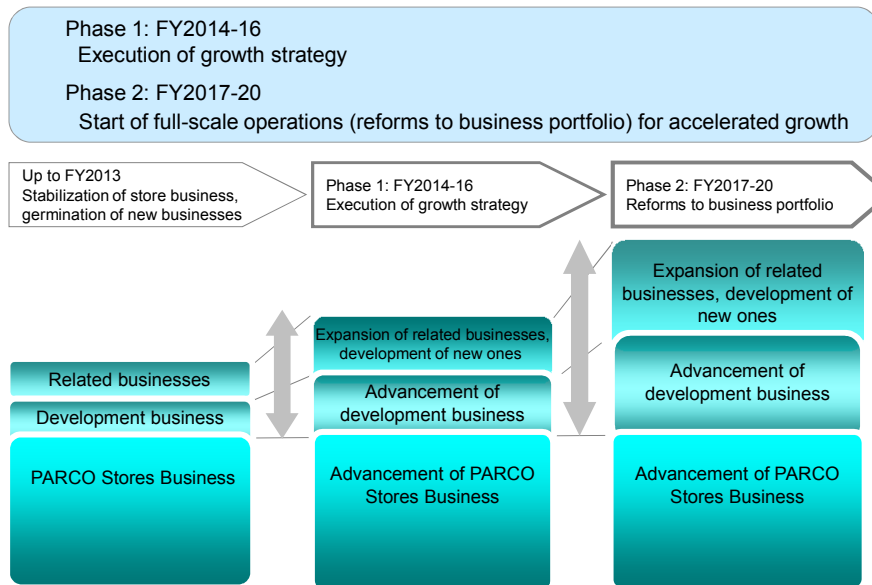 Phase 1: FY2014-16
Execution of growth strategy
Phase 2: FY2017-20
Start of full-scale operations (reforms to business portfolio) for accelerated growth
Up to FY2013
Stabilization of store business,
germination of new businesses
Phase 1: FY2014-16
Execution of growth strategy
Phase 2: FY2017-20
Reforms to business portfolio
Related businesses
Development business
PARCO Stores Business
Expansion of related businesses,
development of new ones
Advancement of
development business
Advancement of PARCO
Stores Business
Expansion of related
businesses, development of
new ones
Advancement of
development business
Advancement of PARCO
Stores Business